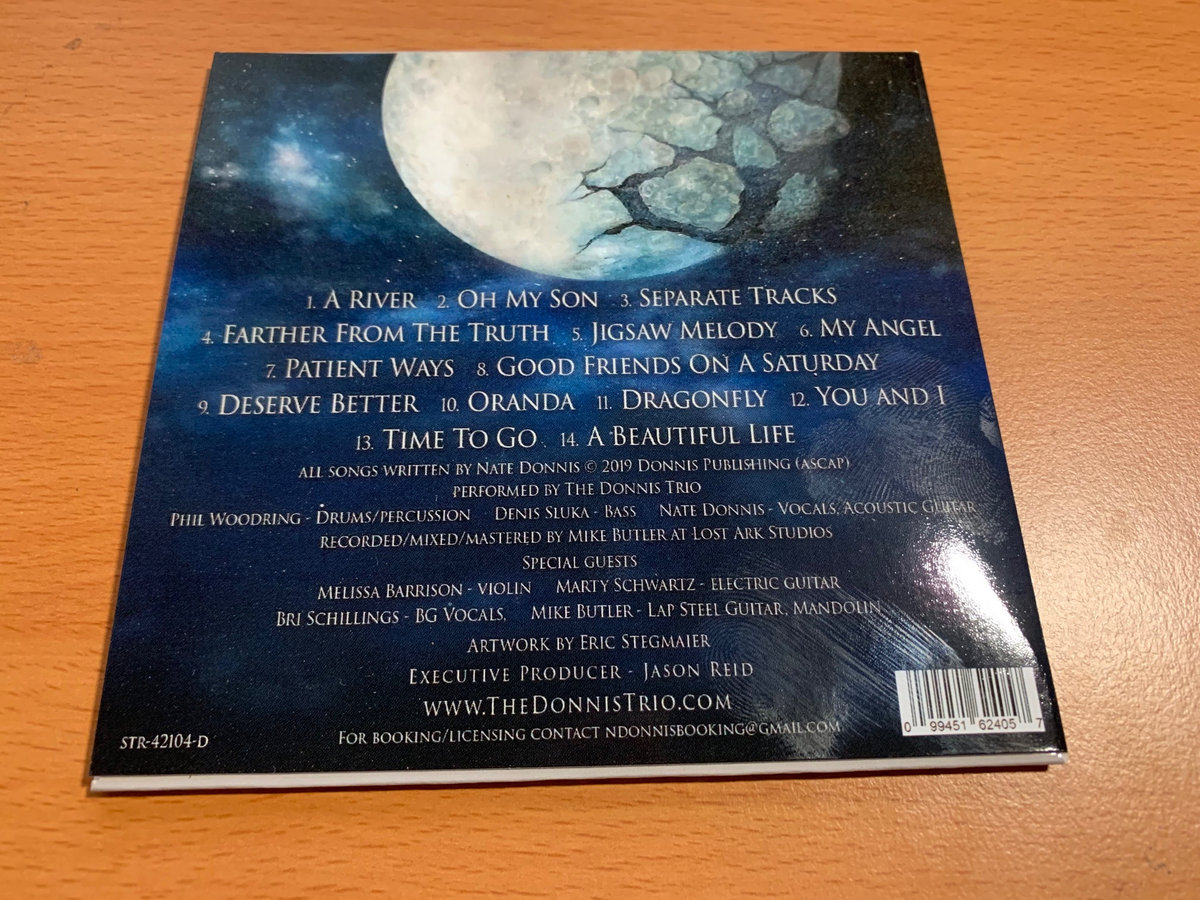 1. A River 2. Oh My Son 3. Separate Tracks
4. Farther From The Truth 5. Jigsaw Melody 6. My Angel
7. Patient Ways 8. Good Friends On A Saturday
9. Deserve Better 10. Oranda 11. Dragonfly 12. You and I
13. Time To Go 14. A Beautiful Life
all songs written by Nate Donnis © 2019 Donnis Publishing (ascap)
performed by The Donnis Trio
Phil Woodring - Drums/percussion Denis Sluka - Bass Nate Donnis - Vocals, Acoustic Guitar
Recorded/mixed/mastered by Mike Butler at Lost Ark Studios
Special guests
Melissa Barrison - violin Marty Schwartz - electric guitar
Bri Schillings - BG Vocals, Mike Butler - Lap Steel Guitar, Mandolin
Artwork by Eric Stegmaier
Executive Producer - Jason Reid
www.TheDonnisTrio.com
For booking/licensing contact ndonnisbooking@gmail.com
STR-42104-D
0 99451 62405 7